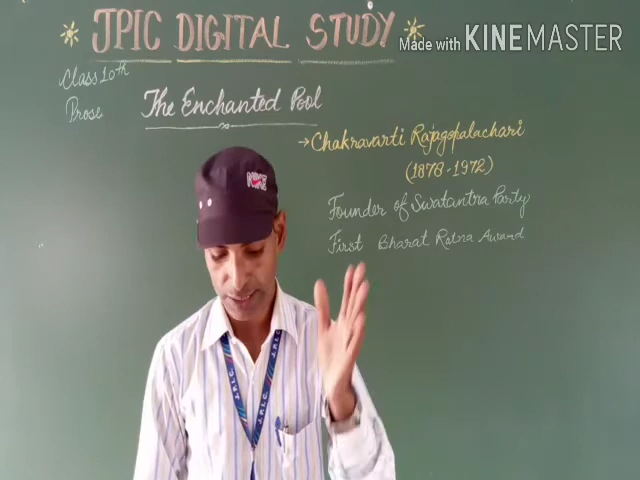 JPIC DIGITAL STUDY
Made with KINEMASTER
Class 10th
Prose
The Enchanted Pool
→ Chakravarti Rajagopalachari
(1878-1972)
Founder of Swatantra Party
First Bharat Ratna Award
NIKE